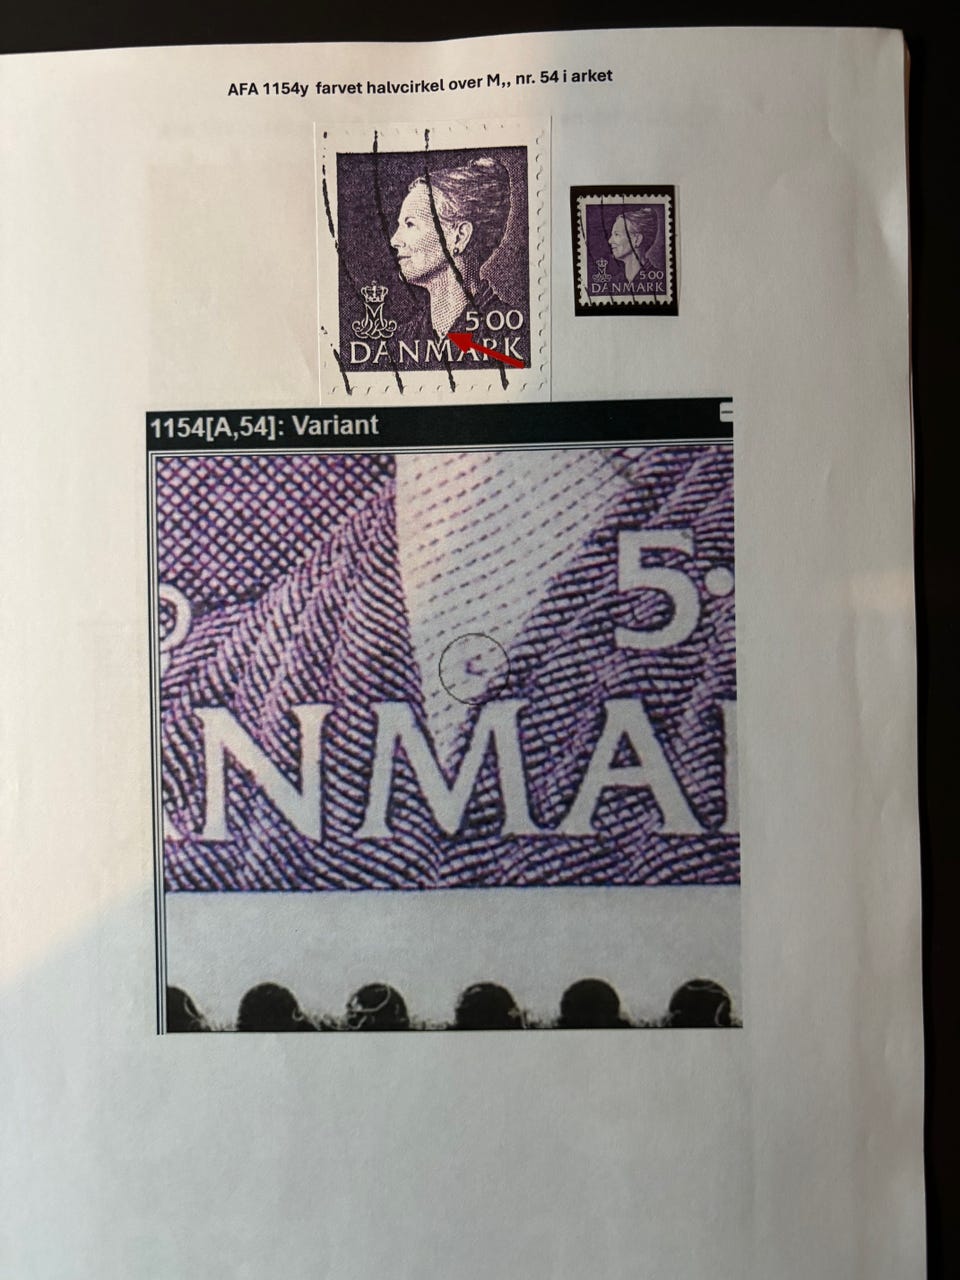 AFA 1154y farvet halvcirkel over M,, nr. 54 i arket
5·00
DANMARK
5·00
DANMARK
1154[A,54]: Variant
5·
NMA